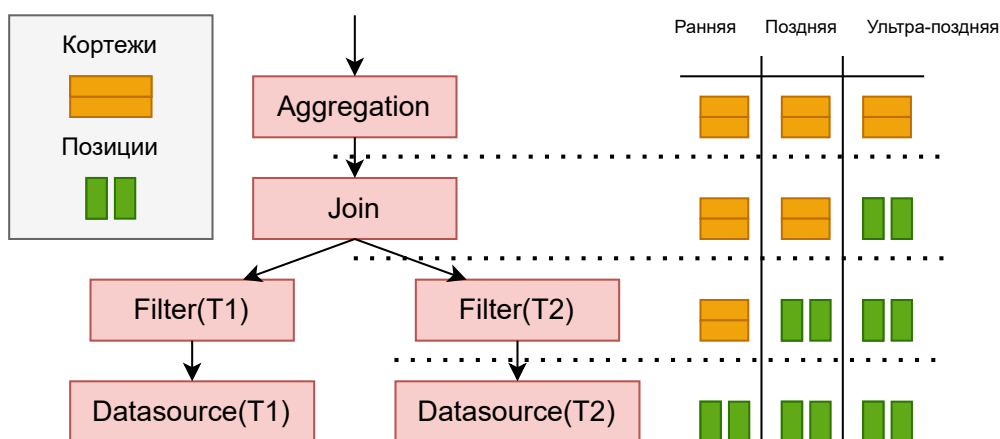 Кортежи
Позиции
Aggregation
Join
Filter(T1)
Filter(T2)
Datasource(T1)
Datasource(T2)
Ранняя
Поздняя
Ультра-поздняя